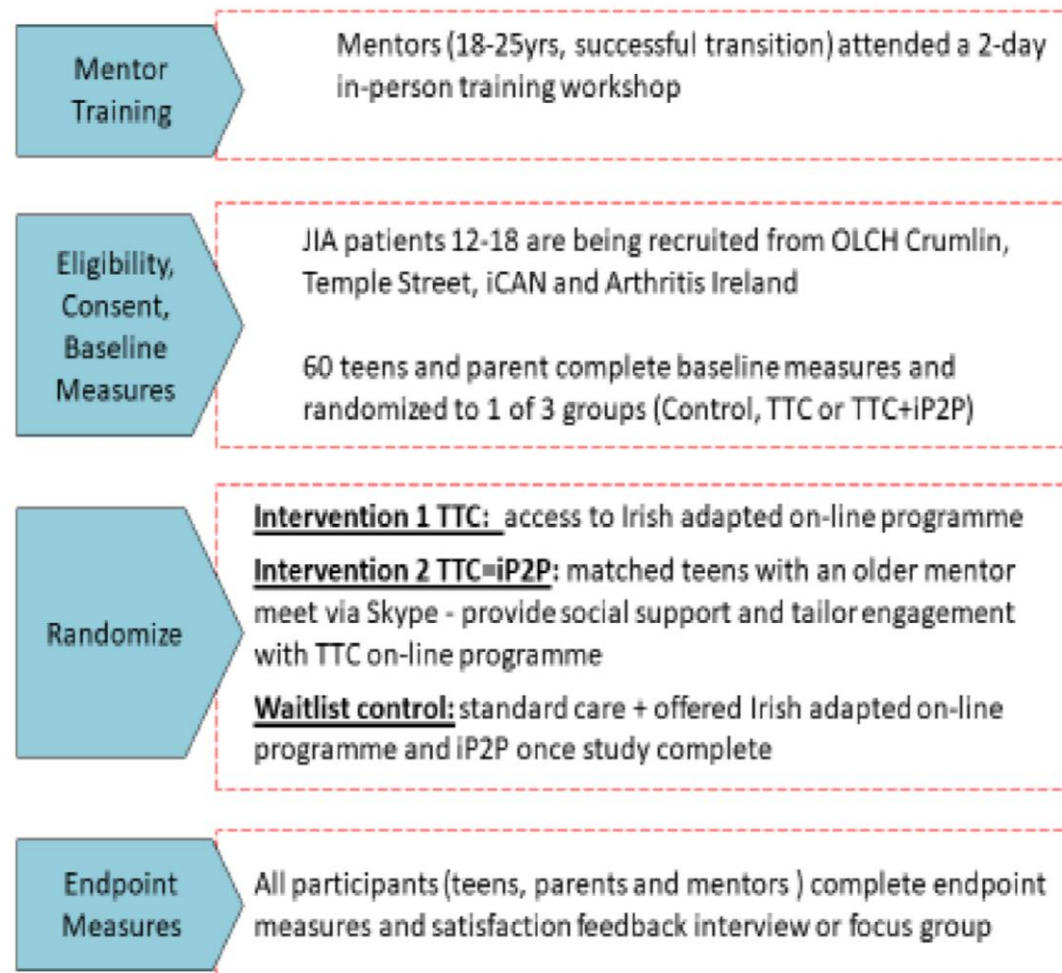 Mentor
Training
Mentors (18-25yrs, successful transition) attended a 2-day
in-person training workshop
Eligibility,
Consent,
Baseline
Measures
JIA patients 12-18 are being recruited from OLCH Crumlin,
Temple Street, iCAN and Arthritis Ireland
60 teens and parent complete baseline measures and
randomized to 1 of 3 groups (Control, TTC or TTC+iP2P)
Randomize
Intervention 1 TTC: access to Irish adapted on-line programme
Intervention 2 TTC=iP2P: matched teens with an older mentor
meet via Skype - provide social support and tailor engagement
with TTC on-line programme
Waitlist control: standard care + offered Irish adapted on-line
programme and iP2P once study complete
Endpoint
Measures
All participants (teens, parents and mentors ) complete endpoint
measures and satisfaction feedback interview or focus group